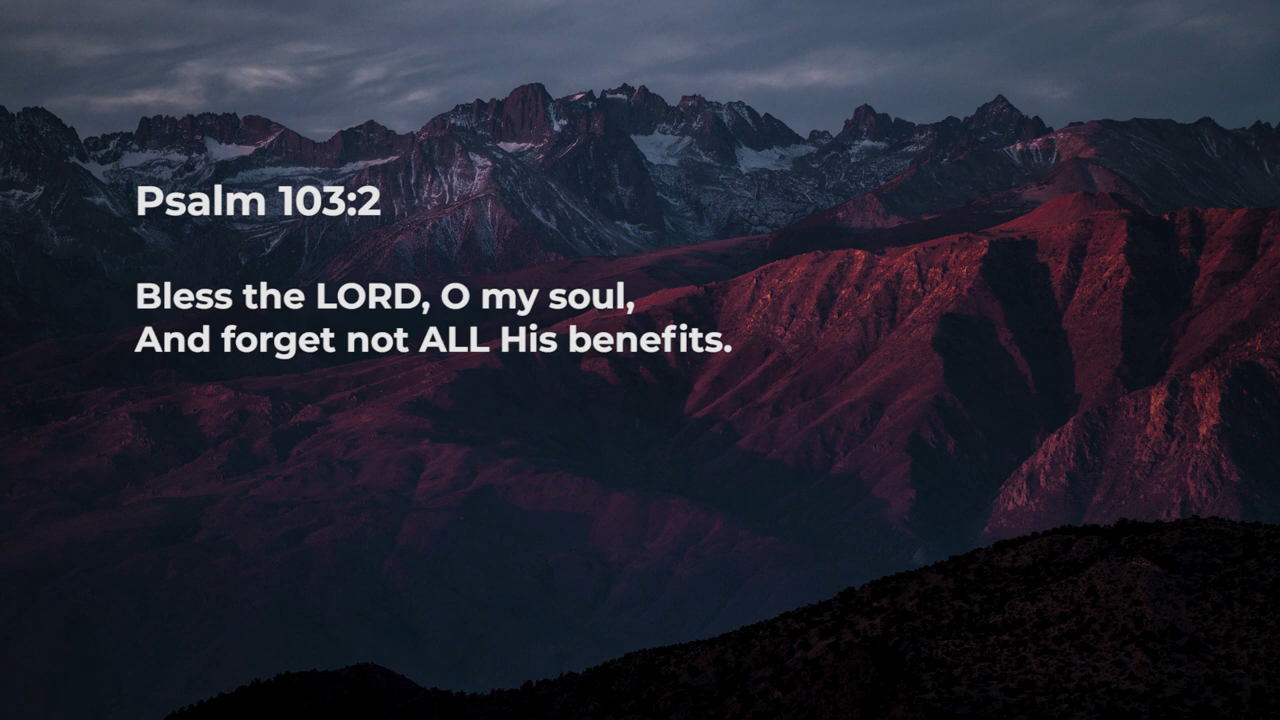 Psalm 103:2
Bless the LORD, O my soul,
And forget not ALL His benefits.